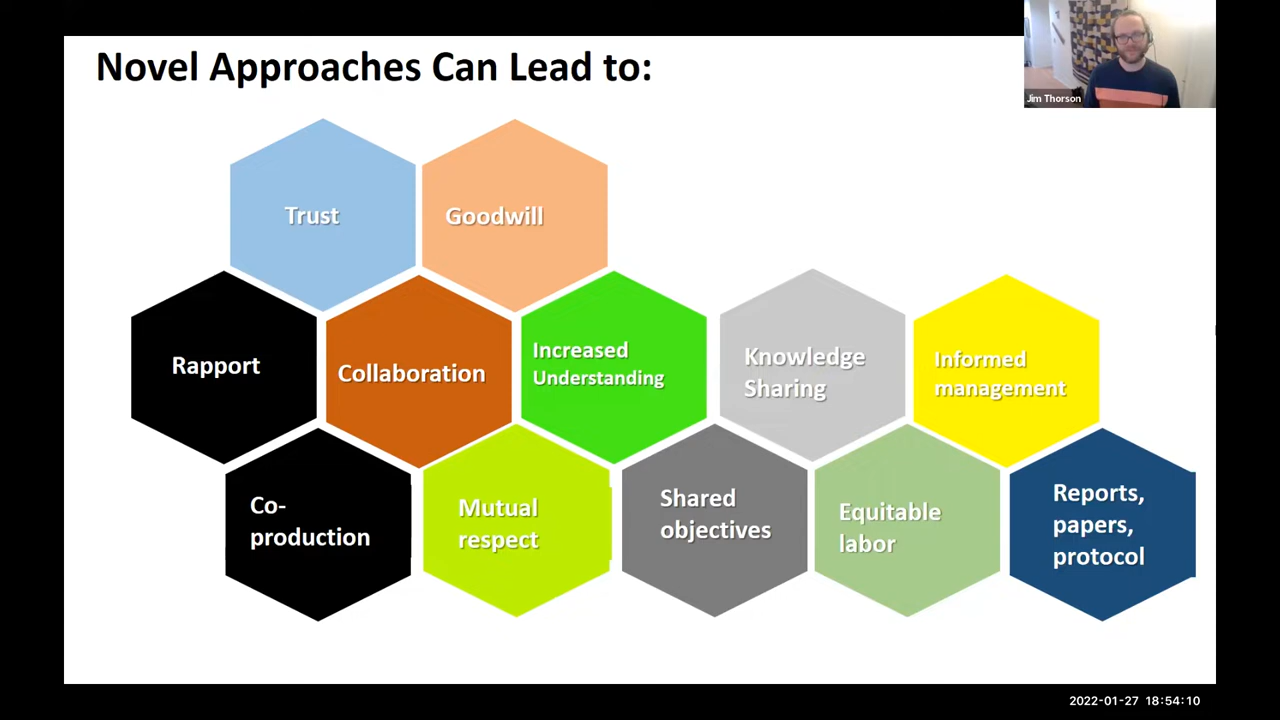 Novel Approaches Can Lead to:
Jim Thorson
Trust
Goodwill
Rapport
Collaboration
Increased
Understanding
Knowledge
Sharing
Informed
management
Co-
production
Mutual
respect
Shared
objectives
Equitable
labor
Reports,
papers,
protocol
2022-01-27 18:54:10